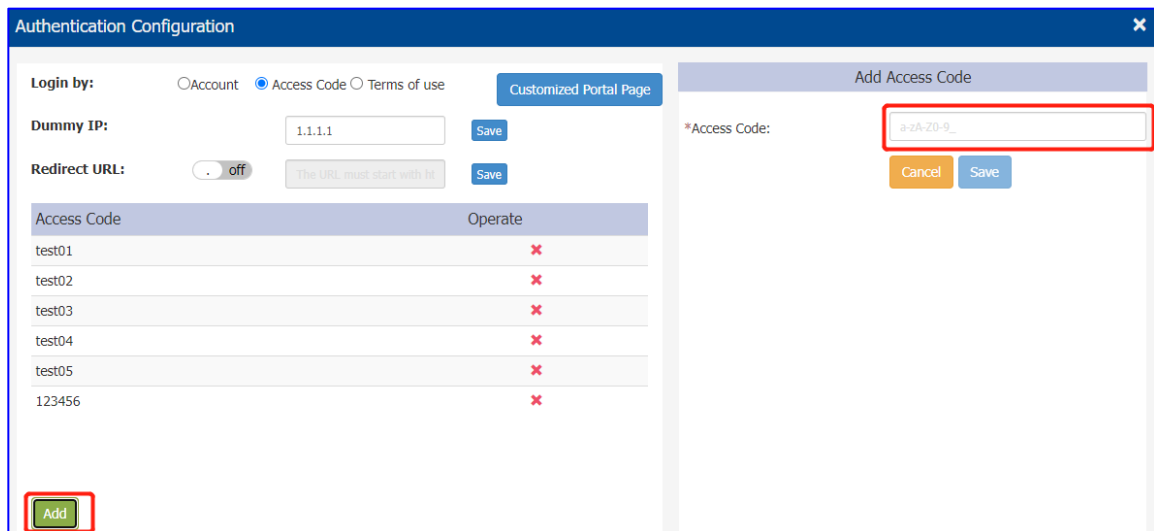 Authentication Configuration ×
Login by: Account Access Code Terms of use Customized Portal Page
Dummy IP: 1.1.1.1 Save
Redirect URL: . off The URL must start with ht Save
Access Code Operate
test01
test02
test03
test04
test05
123456
Add
Add Access Code
*Access Code: a-zA-Z0-9_
Cancel Save